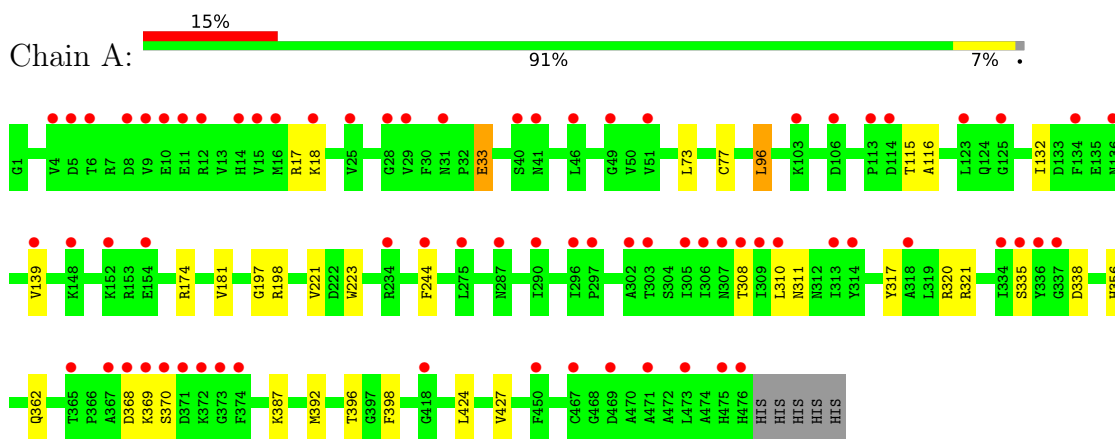 15%
Chain A:
91% 7% •
G1 V4 D5 T6 R7 D8 V9 E10 E11 R12 V13 H14 V15 M16 R17 K18 V25 G28 V29 F30 N31 P32 E33 S40 N41 L46 G49 V50 V51 L73 C77 L96 K103 D106 P113 D114 T115 A116 L123 Q124 G125 I132 D133 F134 E135 N136
V139 K148 K152 R153 E154 R174 V181 G197 R198 V221 D222 W223 R234 F244 L275 N287 I290 I296 P297 A302 T303 S304 I305 I306 N307 T308 I309 L310 N311 N312 I313 Y314 Y317 A318 L319 R320 R321 I334 S335 Y336 G337 D338 H356
Q362 T365 P366 A367 D368 K369 S370 D371 K372 G373 F374 K387 M392 T396 G397 F398 G418 L424 V427 F450 C467 G468 D469 A470 A471 A472 L473 A474 H475 H476 HIS HIS HIS HIS HIS